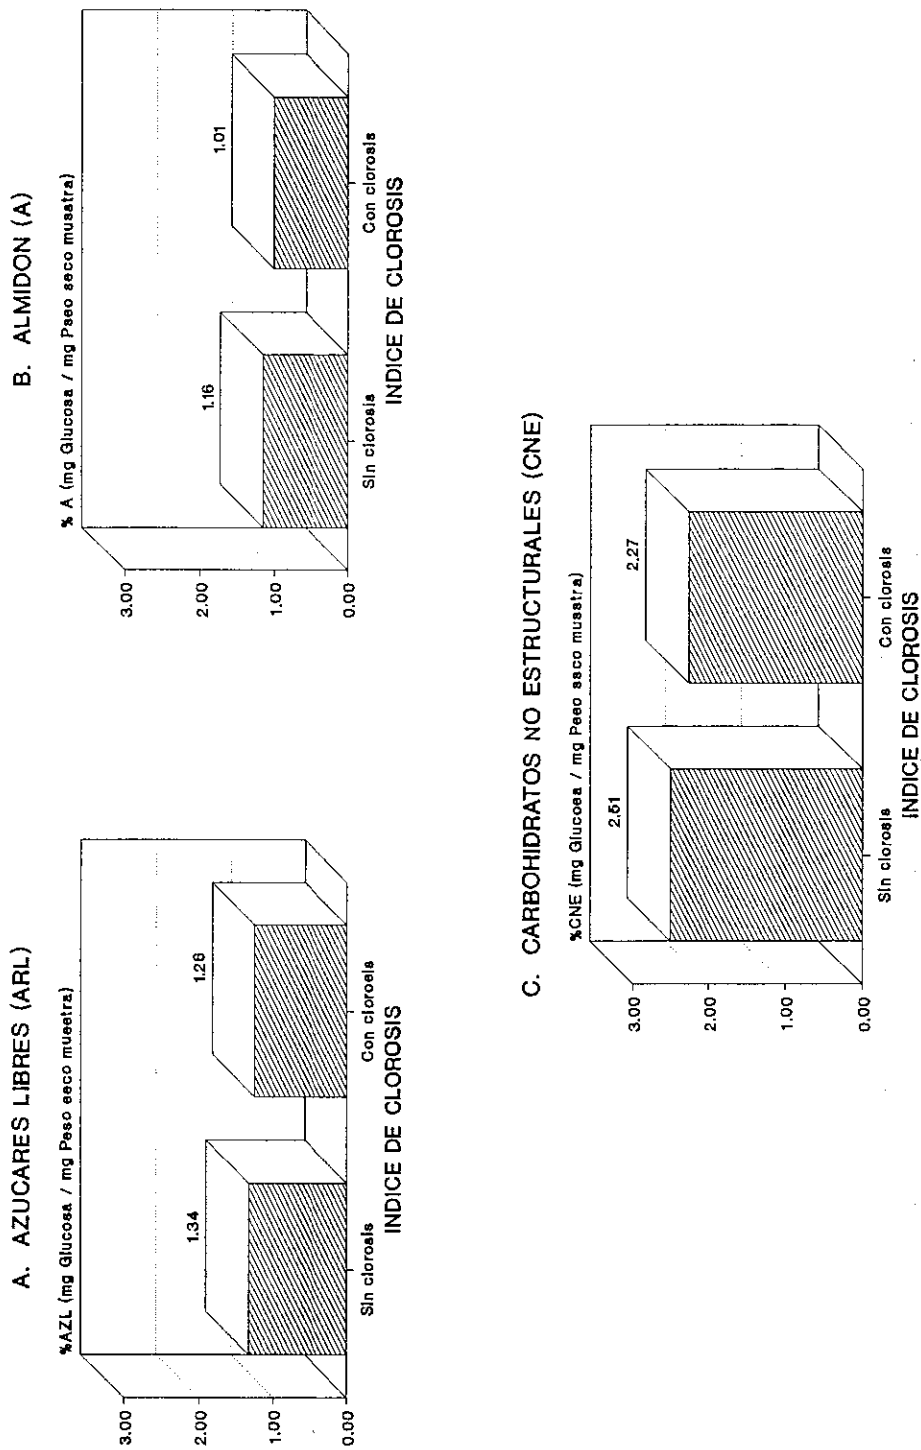 A. AZUCARES LIBRES (ARL)
%AZL (mg Glucosa / mg Peso seco muestra)
3.00
2.00
1.00
0.00
1.34
1.26
Sin clorosis
Con clorosis
INDICE DE CLOROSIS
B. ALMIDON (A)
% A (mg Glucosa / mg Peso seco muestra)
3.00
2.00
1.00
0.00
1.16
1.01
Sin clorosis
Con clorosis
INDICE DE CLOROSIS
C. CARBOHIDRATOS NO ESTRUCTURALES (CNE)
%CNE (mg Glucosa / mg Peso seco muestra)
3.00
2.00
1.00
0.00
2.51
2.27
Sin clorosis
Con clorosis
INDICE DE CLOROSIS